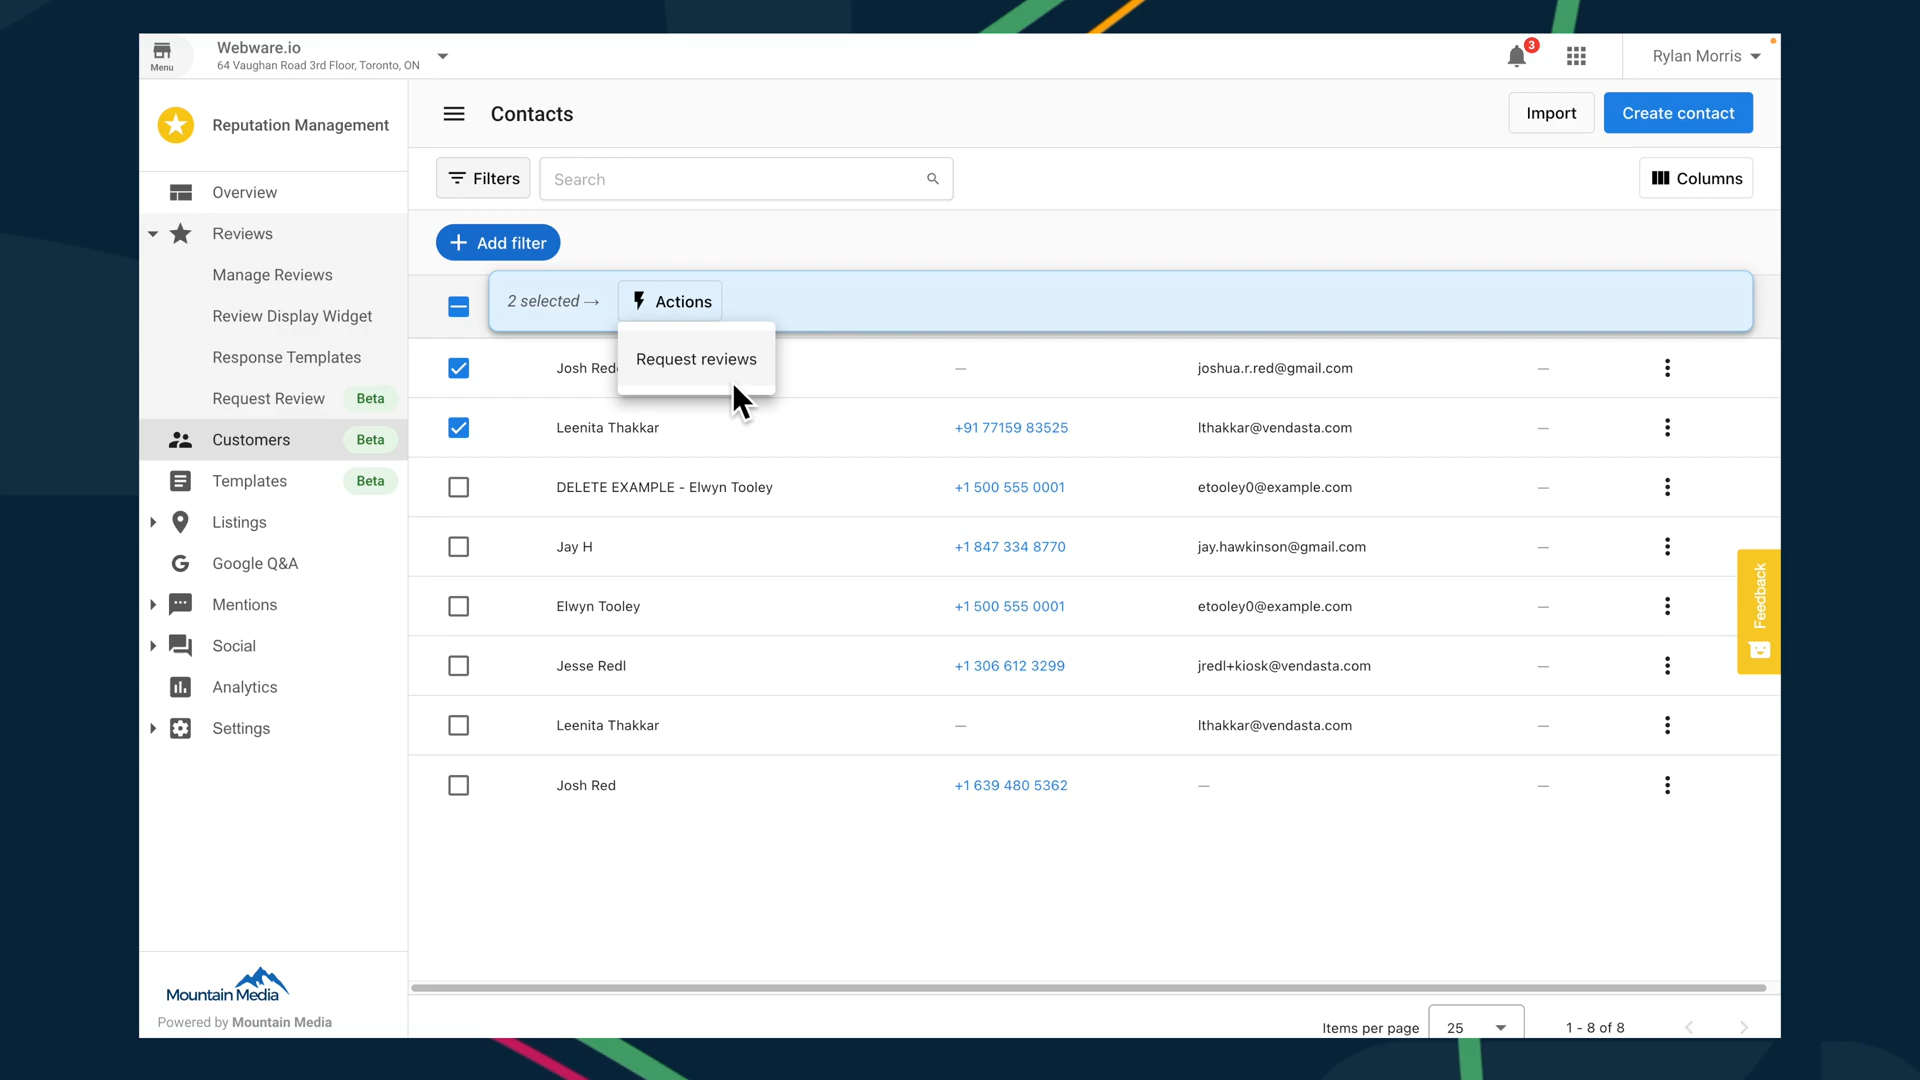 Menu
Webware.io
64 Vaughan Road 3rd Floor, Toronto, ON
3
Rylan Morris
Reputation Management
Overview
Reviews
Manage Reviews
Review Display Widget
Response Templates
Request Review Beta
Customers Beta
Templates Beta
Listings
Google Q&A
Mentions
Social
Analytics
Settings
Mountain Media
Powered by Mountain Media
Contacts
Import
Create contact
Filters
Search
Columns
+ Add filter
2 selected →
Actions
Request reviews
Josh Red — joshua.r.red@gmail.com —
Leenita Thakkar +91 77159 83525 lthakkar@vendasta.com —
DELETE EXAMPLE - Elwyn Tooley +1 500 555 0001 etooley0@example.com —
Jay H +1 847 334 8770 jay.hawkinson@gmail.com —
Elwyn Tooley +1 500 555 0001 etooley0@example.com —
Jesse Redl +1 306 612 3299 jredl+kiosk@vendasta.com —
Leenita Thakkar — lthakkar@vendasta.com —
Josh Red +1 639 480 5362 — —
Feedback
Items per page 25 1 - 8 of 8